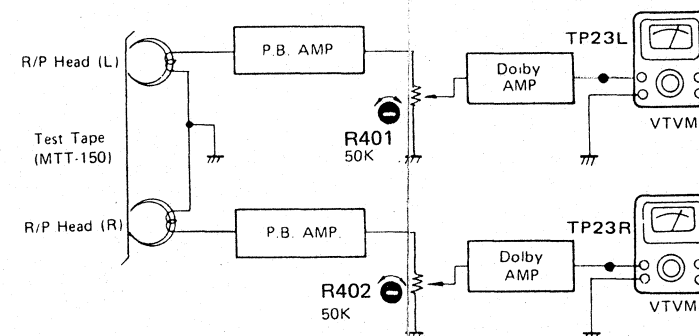 R/P Head (L)
P.B. AMP
Dolby
AMP
TP23L
VTVM
R401
50K
Test Tape
(MTT-150)
R/P Head (R)
P.B. AMP.
Dolby
AMP
TP23R
VTVM
R402
50K